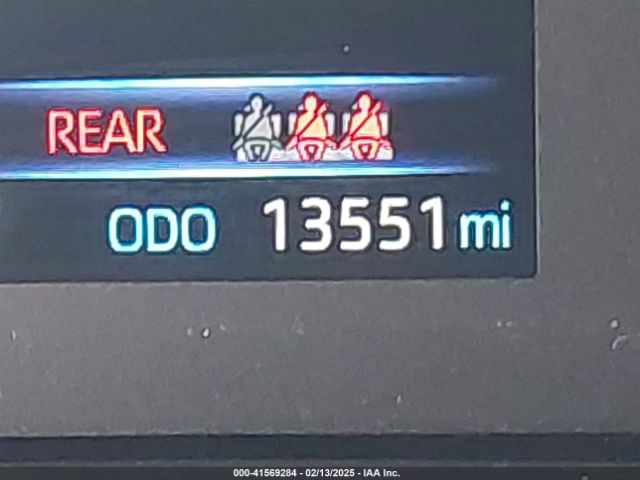 REAR
ODO 13551 mi
000-41569284 - 02/13/2025 - IAA Inc.